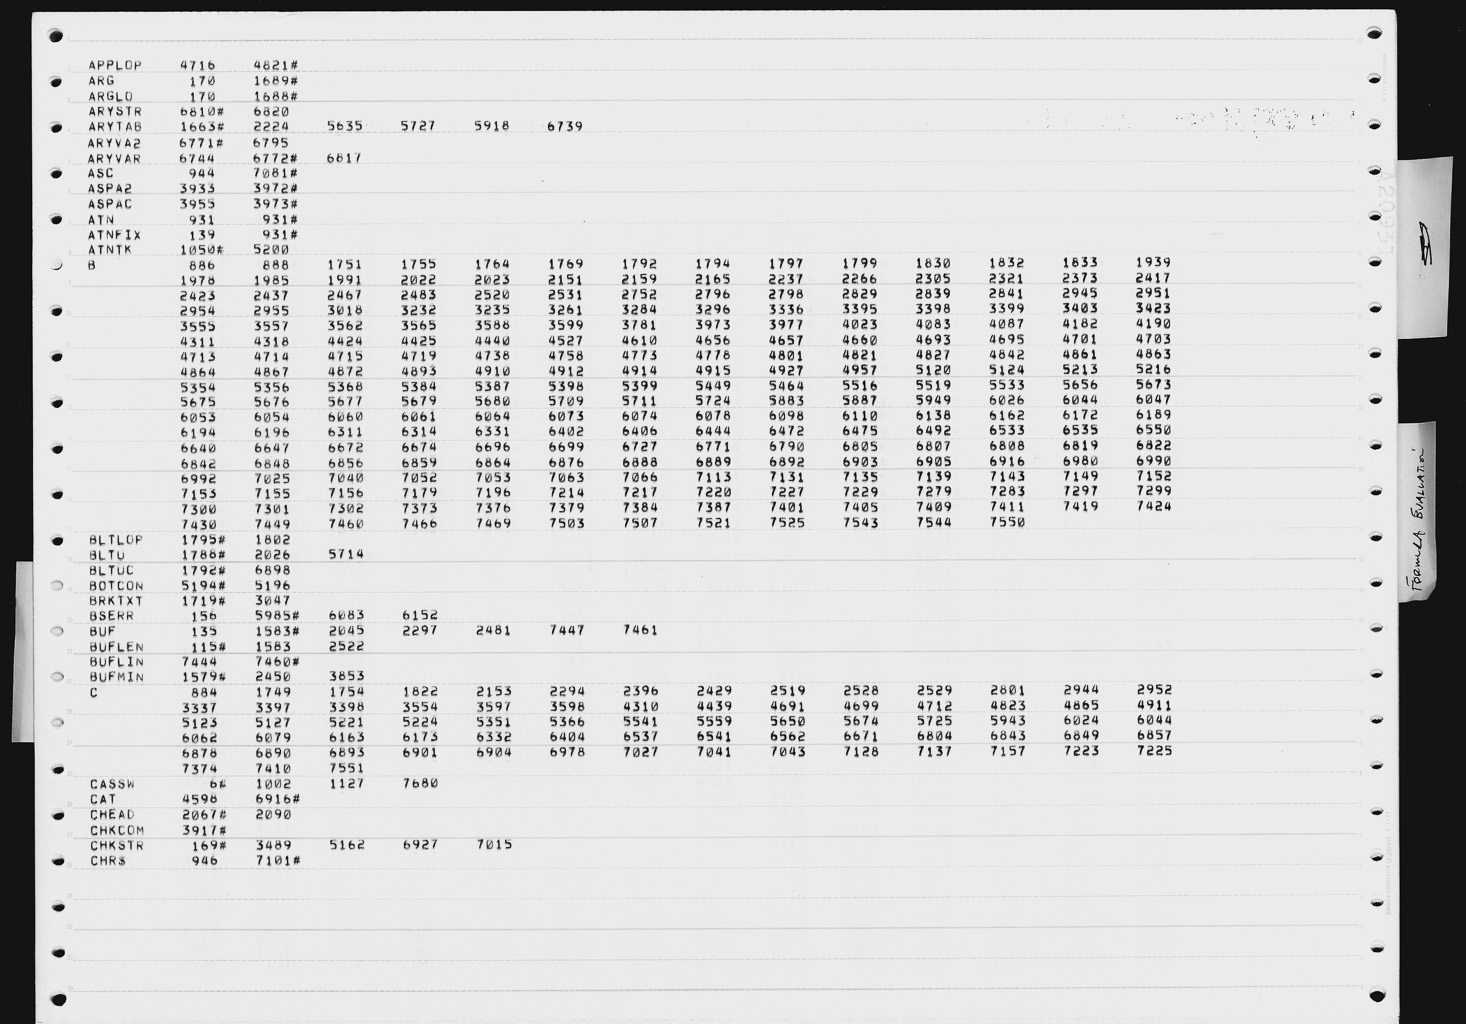 APPLOP 4716 4821#
ARG 170 1689#
ARGLO 170 1688#
ARYSTR 6810# 6820
ARYTAB 1663# 2224 5635 5727 5918 6739
ARYVA2 6771# 6795
ARYVAR 6744 6772# 6817
ASC 944 7081#
ASPA2 3933 3972#
ASPAC 3955 3973#
ATN 931 931#
ATNFIX 139 931#
ATNTK 1050# 5200
B 886 888 1751 1755 1764 1769 1792 1794 1797 1799 1830 1832 1833 1939
1978 1985 1991 2022 2023 2151 2159 2165 2237 2266 2305 2321 2373 2417
2423 2437 2467 2483 2520 2531 2752 2796 2798 2829 2839 2841 2945 2951
2954 2955 3018 3232 3235 3261 3284 3296 3336 3395 3398 3399 3403 3423
3555 3557 3562 3565 3588 3599 3781 3973 3977 4023 4083 4087 4182 4190
4311 4318 4424 4425 4440 4527 4610 4656 4657 4660 4693 4695 4701 4703
4713 4714 4715 4719 4738 4758 4773 4778 4801 4821 4827 4842 4861 4863
4864 4867 4872 4893 4910 4912 4914 4915 4927 4957 5120 5124 5213 5216
5354 5356 5368 5384 5387 5398 5399 5449 5464 5516 5519 5533 5656 5673
5675 5676 5677 5679 5680 5709 5711 5724 5883 5887 5949 6026 6044 6047
6053 6054 6060 6061 6064 6073 6074 6078 6098 6110 6138 6162 6172 6189
6194 6196 6311 6314 6331 6402 6406 6444 6472 6475 6492 6533 6535 6550
6640 6647 6672 6674 6696 6699 6727 6771 6790 6805 6807 6808 6819 6822
6842 6848 6856 6859 6864 6876 6888 6889 6892 6903 6905 6916 6980 6990
6992 7025 7040 7052 7053 7063 7066 7113 7131 7135 7139 7143 7149 7152
7153 7155 7156 7179 7196 7214 7217 7220 7227 7229 7279 7283 7297 7299
7300 7301 7302 7373 7376 7379 7384 7387 7401 7405 7409 7411 7419 7424
7430 7449 7460 7466 7469 7503 7507 7521 7525 7543 7544 7550
BLTLOP 1795# 1802
BLTU 1788# 2026 5714
BLTUC 1792# 6898
BOTCON 5194# 5196
BRKTXT 1719# 3047
BSERR 156 5985# 6083 6152
BUF 135 1583# 2045 2297 2481 7447 7461
BUFLEN 115# 1583 2522
BUFLIN 7444 7460#
BUFMIN 1579# 2450 3853
C 884 1749 1754 1822 2153 2294 2396 2429 2519 2528 2529 2801 2944 2952
3337 3397 3398 3554 3597 3598 4310 4439 4691 4699 4712 4823 4865 4911
5123 5127 5221 5224 5351 5366 5541 5559 5650 5674 5725 5943 6024 6044
6062 6079 6163 6173 6332 6404 6537 6541 6562 6671 6804 6843 6849 6857
6878 6890 6893 6901 6904 6978 7027 7041 7043 7128 7137 7157 7223 7225
7374 7410 7551
CASSW 6# 1002 1127 7680
CAT 4598 6916#
CHEAD 2067# 2090
CHKCOM 3917#
CHKSTR 169# 3489 5162 6927 7015
CHR$ 946 7101#
FORMULA EVALUATION